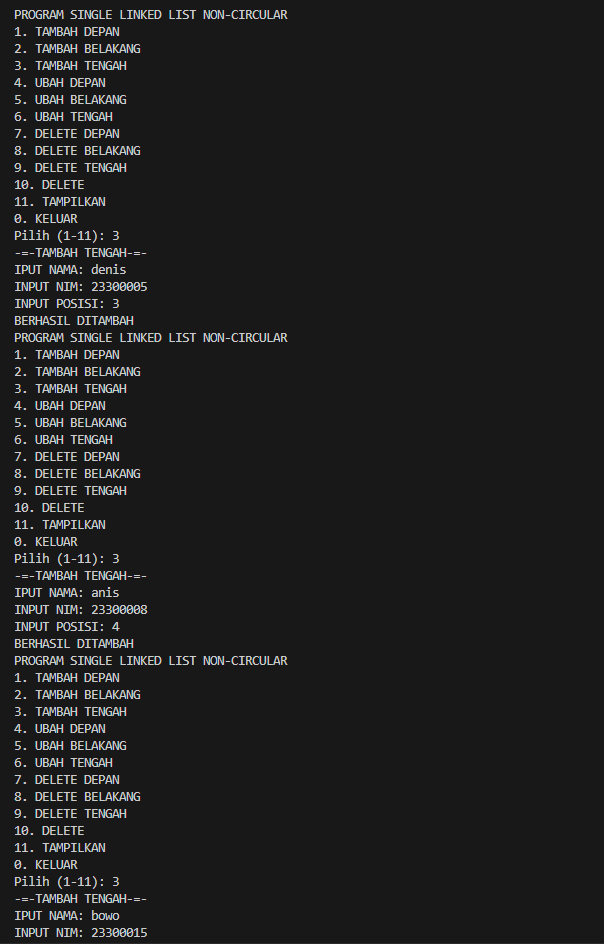 PROGRAM SINGLE LINKED LIST NON-CIRCULAR
1. TAMBAH DEPAN
2. TAMBAH BELAKANG
3. TAMBAH TENGAH
4. UBAH DEPAN
5. UBAH BELAKANG
6. UBAH TENGAH
7. DELETE DEPAN
8. DELETE BELAKANG
9. DELETE TENGAH
10. DELETE
11. TAMPILKAN
0. KELUAR
Pilih (1-11): 3
-=-TAMBAH TENGAH-=-
IPUT NAMA: denis
INPUT NIM: 23300005
INPUT POSISI: 3
BERHASIL DITAMBAH
PROGRAM SINGLE LINKED LIST NON-CIRCULAR
1. TAMBAH DEPAN
2. TAMBAH BELAKANG
3. TAMBAH TENGAH
4. UBAH DEPAN
5. UBAH BELAKANG
6. UBAH TENGAH
7. DELETE DEPAN
8. DELETE BELAKANG
9. DELETE TENGAH
10. DELETE
11. TAMPILKAN
0. KELUAR
Pilih (1-11): 3
-=-TAMBAH TENGAH-=-
IPUT NAMA: anis
INPUT NIM: 23300008
INPUT POSISI: 4
BERHASIL DITAMBAH
PROGRAM SINGLE LINKED LIST NON-CIRCULAR
1. TAMBAH DEPAN
2. TAMBAH BELAKANG
3. TAMBAH TENGAH
4. UBAH DEPAN
5. UBAH BELAKANG
6. UBAH TENGAH
7. DELETE DEPAN
8. DELETE BELAKANG
9. DELETE TENGAH
10. DELETE
11. TAMPILKAN
0. KELUAR
Pilih (1-11): 3
-=-TAMBAH TENGAH-=-
IPUT NAMA: bowo
INPUT NIM: 23300015